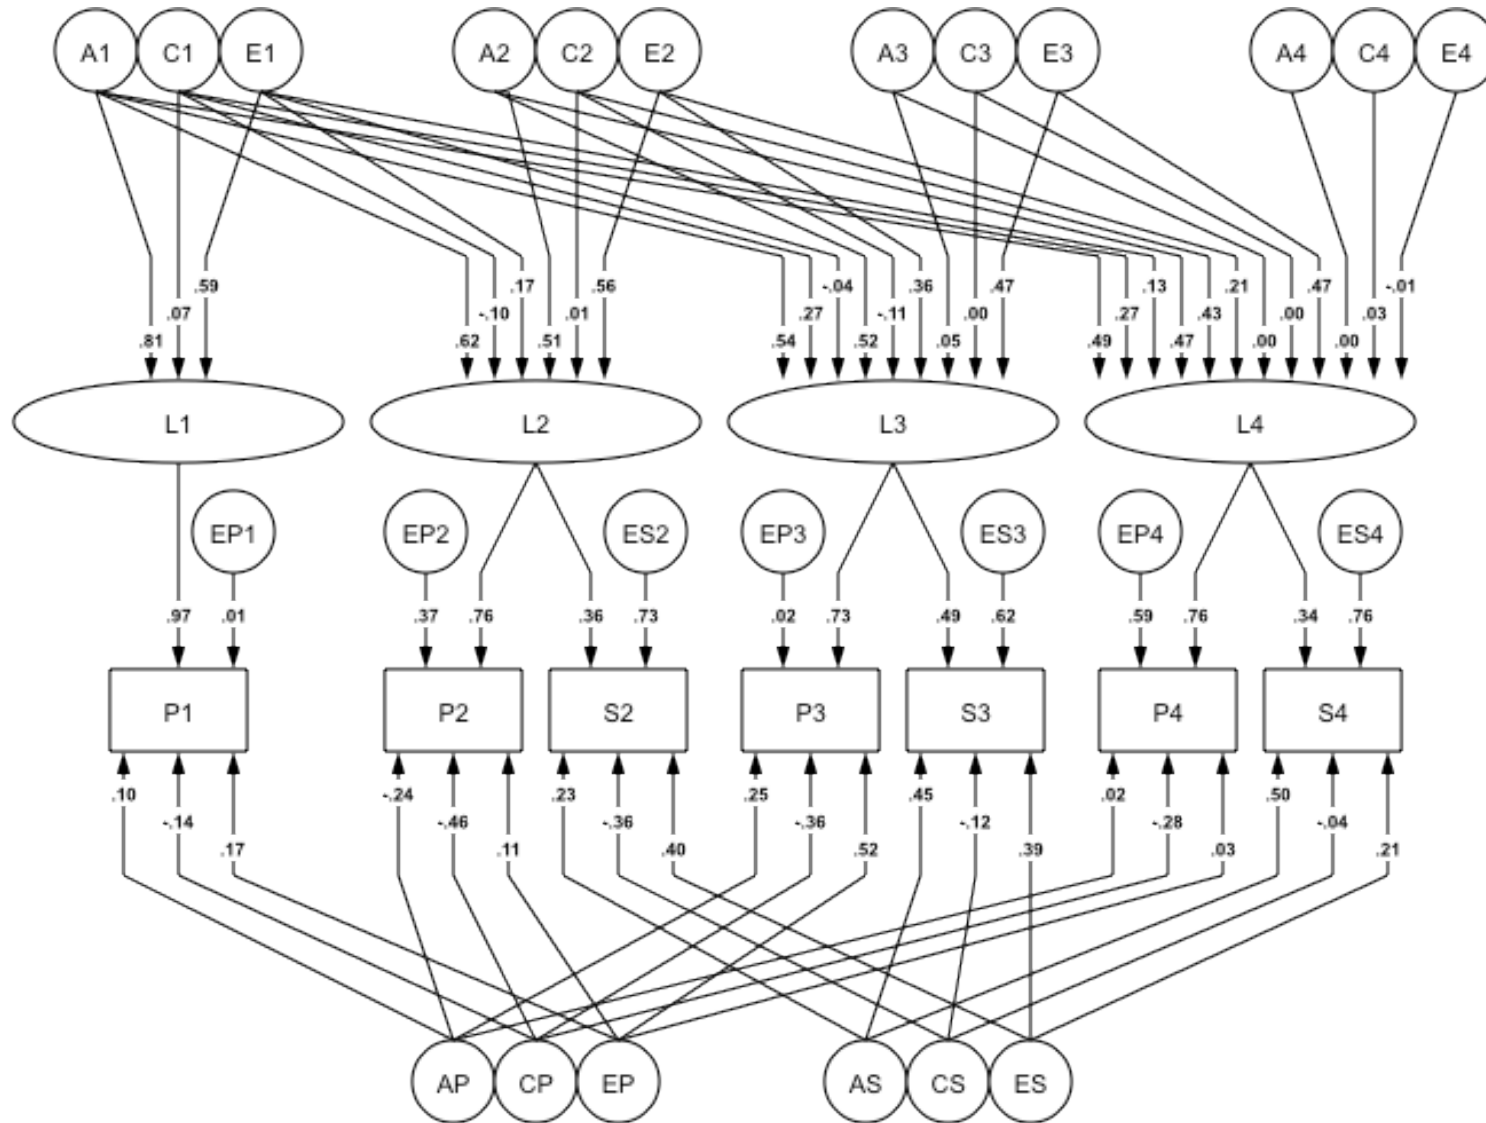 A1 C1 E1 A2 C2 E2 A3 C3 E3 A4 C4 E4
.59 .17 .56 -.04 .36 .47 .13 .21 .47 -.01
.07 -.10 .01 .27 -.11 .00 .27 .43 .00 .03
.81 .62 .51 .54 .52 .05 .49 .47 .00 .00
L1 L2 L3 L4
EP1 EP2 ES2 EP3 ES3 EP4 ES4
.97 .01 .37 .76 .36 .73 .02 .73 .49 .62 .59 .76 .34 .76
P1 P2 S2 P3 S3 P4 S4
.10 -.24 .23 .25 .45 .02 .50
-.14 -.46 -.36 -.36 -.12 -.28 -.04
.17 .11 .40 .52 .39 .03 .21
AP CP EP AS CS ES